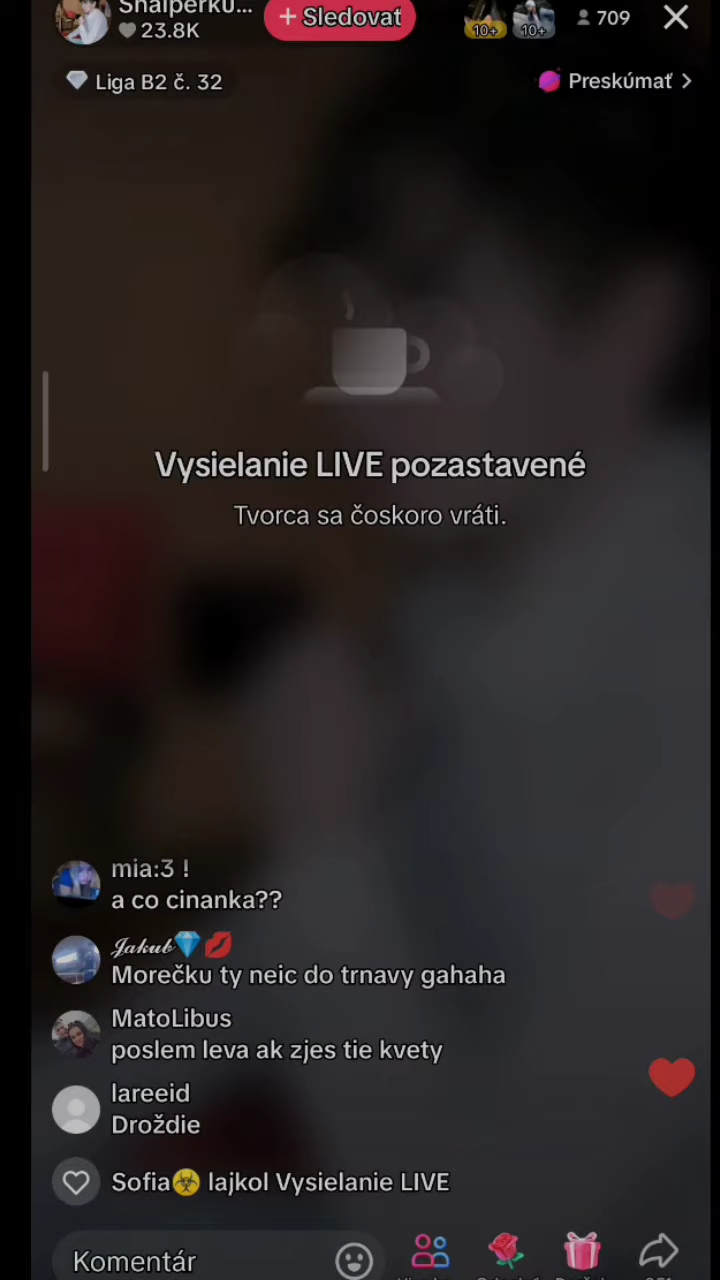 Snaiperku...
23.8K
+ Sledovať
10+
10+
709
Liga B2 č. 32
Preskúmať
Vysielanie LIVE pozastavené
Tvorca sa čoskoro vráti.
mia:3 !
a co cinanka??
Jakub💎💋
Morečku ty neic do trnavy gahaha
MatoLibus
poslem leva ak zjes tie kvety
lareeid
Droždie
Sofia☣️ lajkol Vysielanie LIVE
Komentár